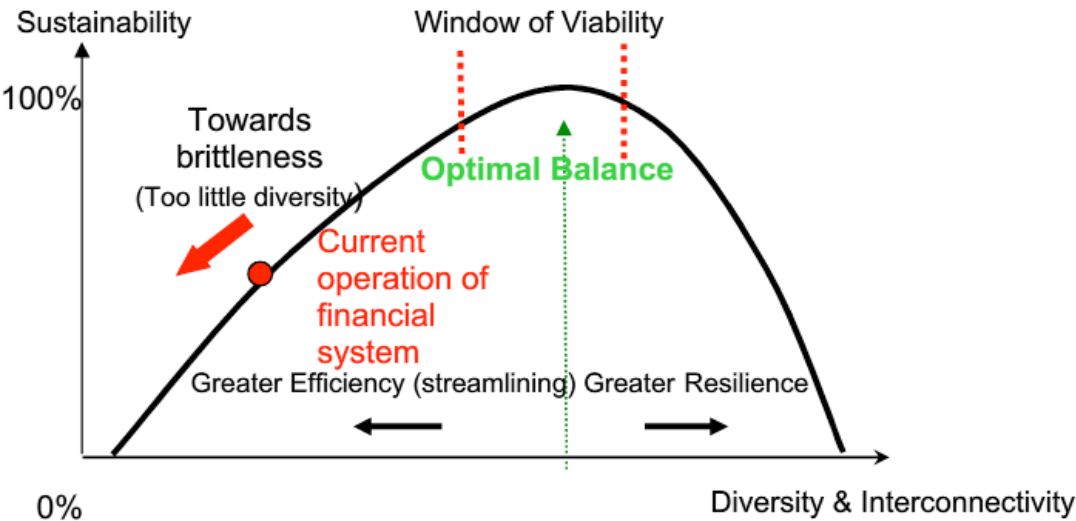 Sustainability
Window of Viability
100%
Towards
brittleness
(Too little diversity)
Optimal Balance
Current
operation of
financial
system
Greater Efficiency (streamlining) Greater Resilience
0%
Diversity & Interconnectivity